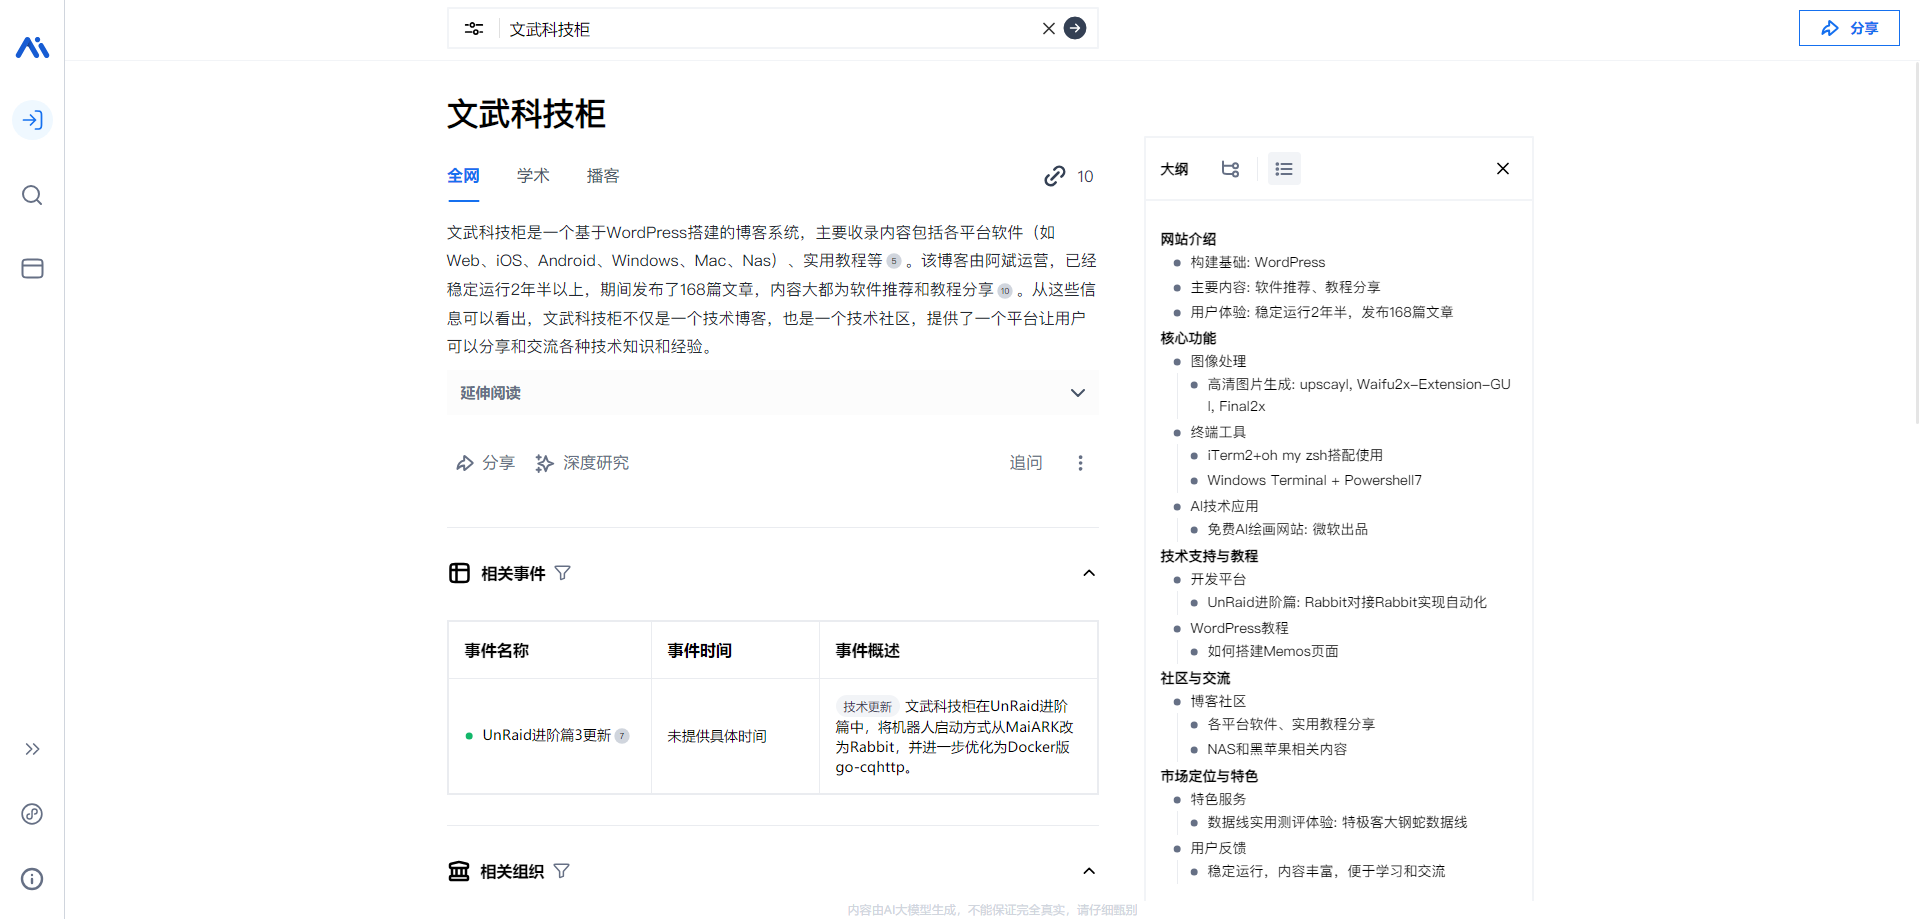 文武科技柜
分享
文武科技柜
全网
学术
播客
10
文武科技柜是一个基于WordPress搭建的博客系统，主要收录内容包括各平台软件（如
Web、iOS、Android、Windows、Mac、Nas）、实用教程等 5 。该博客由阿斌运营，已经
稳定运行2年半以上，期间发布了168篇文章，内容大都为软件推荐和教程分享 10 。从这些信
息可以看出，文武科技柜不仅是一个技术博客，也是一个技术社区，提供了一个平台让用户
可以分享和交流各种技术知识和经验。
延伸阅读
分享
深度研究
追问
相关事件
事件名称
事件时间
事件概述
UnRaid进阶篇3更新 7
未提供具体时间
技术更新 文武科技柜在UnRaid进阶
篇中，将机器人启动方式从MaiARK改
为Rabbit，并进一步优化为Docker版
go-cqhttp。
相关组织
大纲
网站介绍
构建基础: WordPress
主要内容: 软件推荐、教程分享
用户体验: 稳定运行2年半，发布168篇文章
核心功能
图像处理
高清图片生成: upscayl, Waifu2x-Extension-GU
I, Final2x
终端工具
iTerm2+oh my zsh搭配使用
Windows Terminal + Powershell7
AI技术应用
免费AI绘画网站: 微软出品
技术支持与教程
开发平台
UnRaid进阶篇: Rabbit对接Rabbit实现自动化
WordPress教程
如何搭建Memos页面
社区与交流
博客社区
各平台软件、实用教程分享
NAS和黑苹果相关内容
市场定位与特色
特色服务
数据线实用测评体验: 特极客大钢蛇数据线
用户反馈
稳定运行，内容丰富，便于学习和交流
内容由AI大模型生成，不能保证完全真实，请仔细甄别